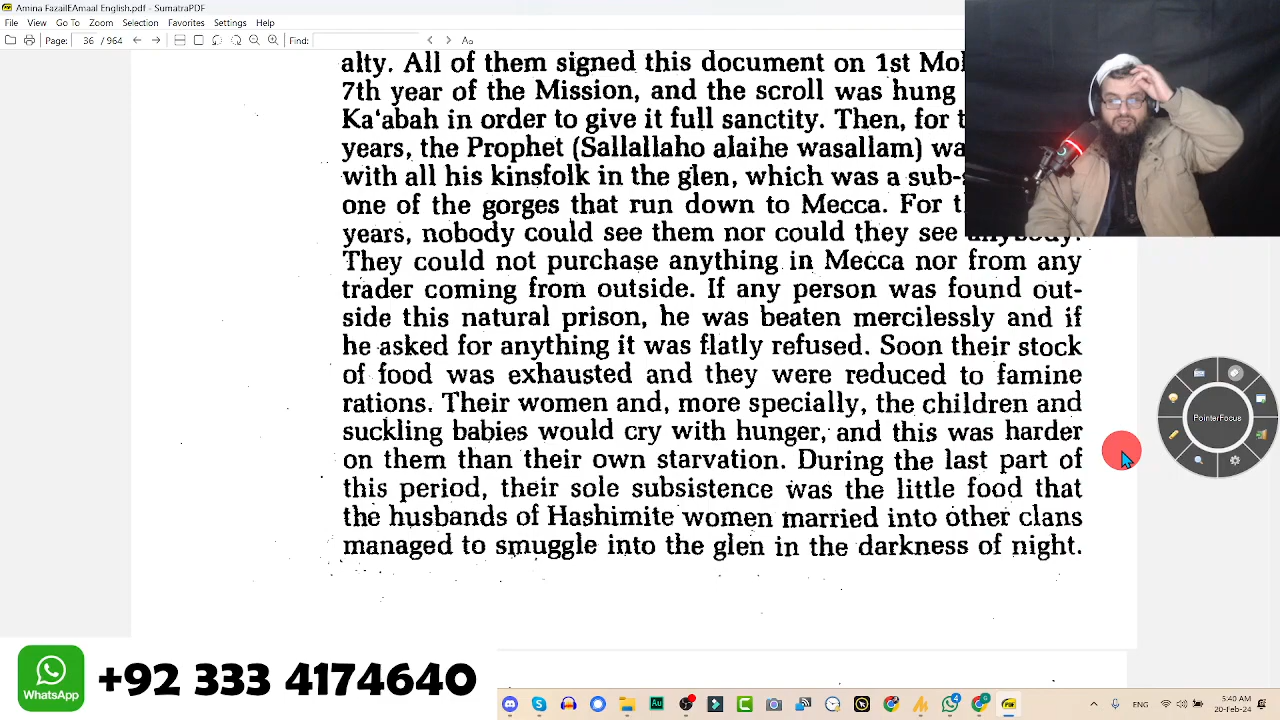 Amina FazailEAmaal English.pdf - SumatraPDF
File View Go To Zoom Favorites Settings Help
Page: 36 / 964 Find: Aa
alty. All of them signed this document on 1st
7th year of the Mission, and the scroll was hung
Ka'abah in order to give it full sanctity. Then, for
years, the Prophet (Sallallaho alaihe wasallam)
with all his kinsfolk in the glen, which was a sub-
one of the gorges that run down to Mecca. For
years, nobody could see them nor could they see anybody.
They could not purchase anything in Mecca nor from any
trader coming from outside. If any person was found out-
side this natural prison, he was beaten mercilessly and if
he asked for anything it was flatly refused. Soon their stock
of food was exhausted and they were reduced to famine
rations. Their women and, more specially, the children and
suckling babies would cry with hunger, and this was harder
on them than their own starvation. During the last part of
this period, their sole subsistence was the little food that
the husbands of Hashimite women married into other clans
managed to smuggle into the glen in the darkness of night.
PointerFocus
WhatsApp
+92 333 4174640
ENG
5:40 AM
20-Feb-24